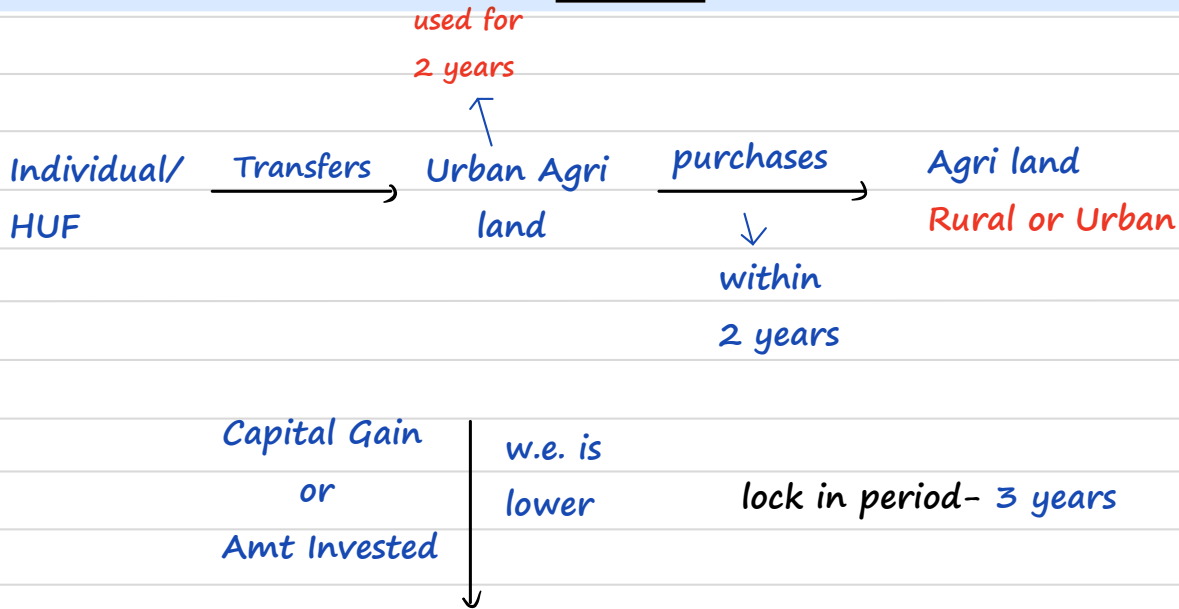 used for
2 years
Individual/ Transfers Urban Agri purchases Agri land
HUF land Rural or Urban
within
2 years
Capital Gain w.e. is
or lower lock in period- 3 years
Amt Invested